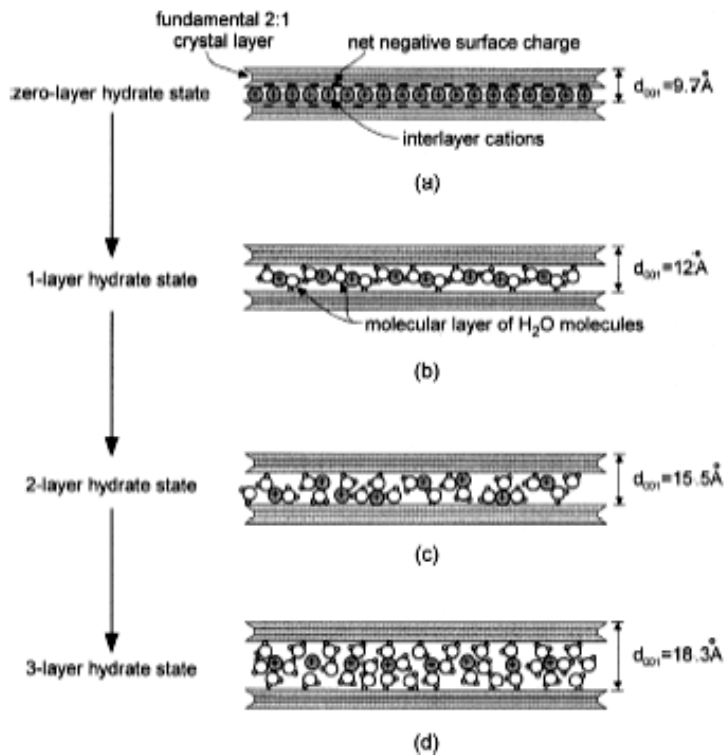 fundamental 2:1
crystal layer
net negative surface charge
zero-layer hydrate state
d001=9.7Å
interlayer cations
(a)
1-layer hydrate state
d001=12Å
molecular layer of H2O molecules
(b)
2-layer hydrate state
d001=15.5Å
(c)
3-layer hydrate state
d001=18.3Å
(d)